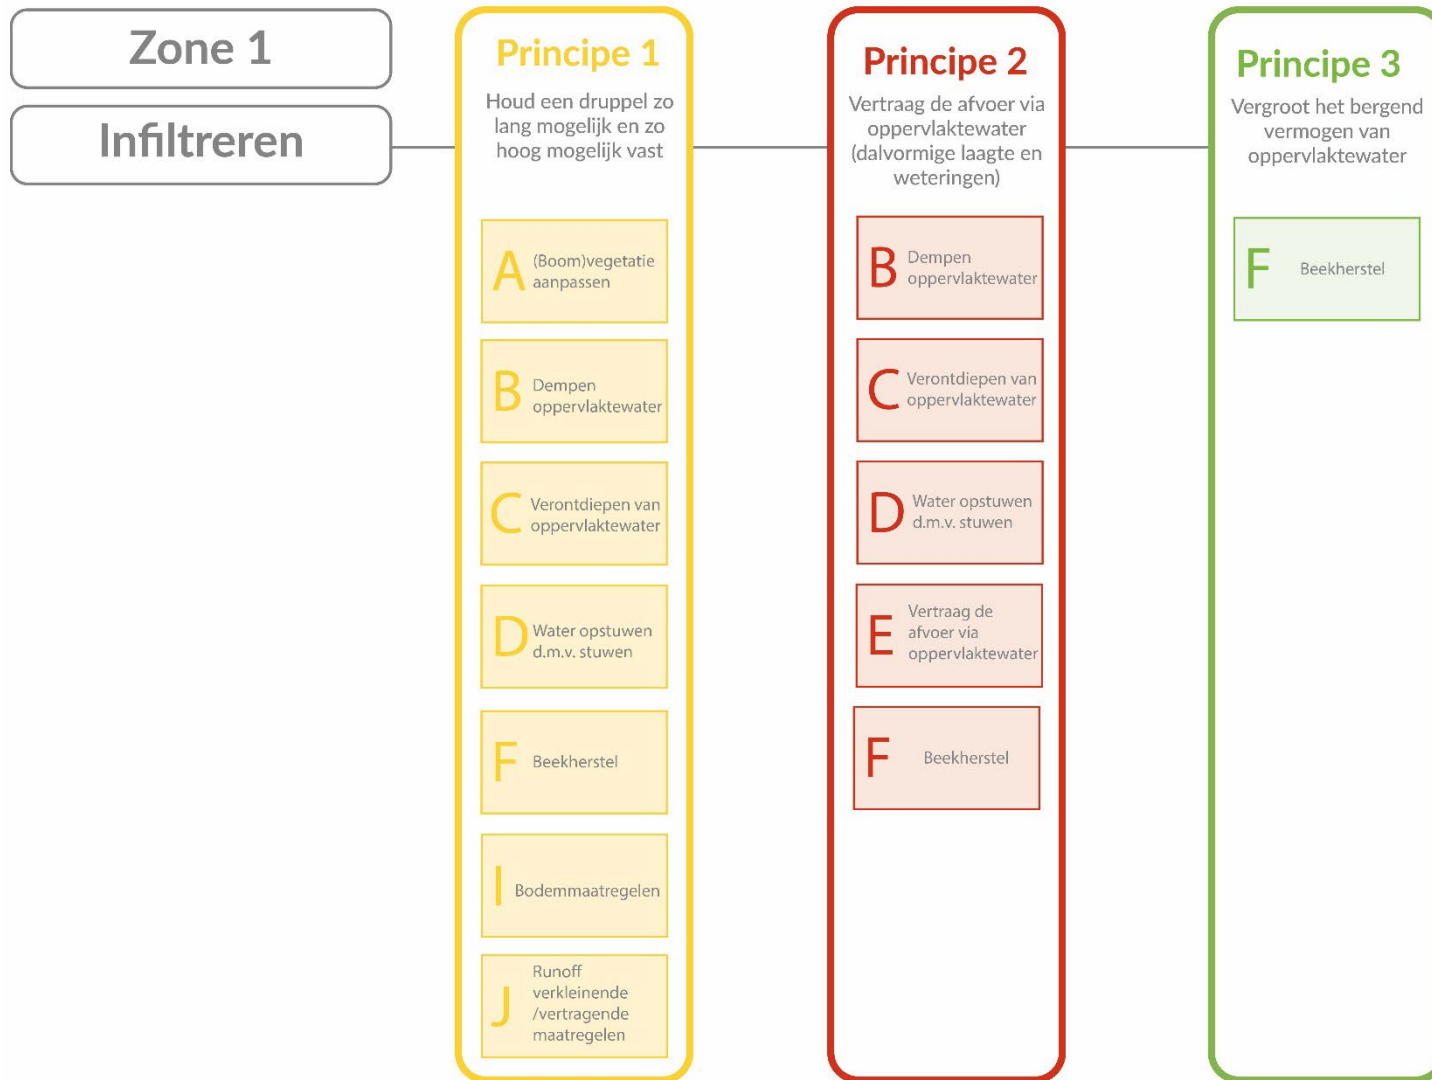 Zone 1
Infiltreren
Principe 1
Houd een druppel zo
lang mogelijk en zo
hoog mogelijk vast
A
(Boom)vegetatie
aanpassen
B
Dempen
oppervlaktewater
C
Verontdiepen van
oppervlaktewater
D
Water opstuwen
d.m.v. stuwen
F
Beekherstel
I
Bodemmaatregelen
J
Runoff
verkleinende
/vertragende
maatregelen
Principe 2
Vertraag de afvoer via
oppervlaktewater
(dalvormige laagte en
weteringen)
B
Dempen
oppervlaktewater
C
Verontdiepen van
oppervlaktewater
D
Water opstuwen
d.m.v. stuwen
E
Vertraag de
afvoer via
oppervlaktewater
F
Beekherstel
Principe 3
Vergroot het bergend
vermogen van
oppervlaktewater
F
Beekherstel